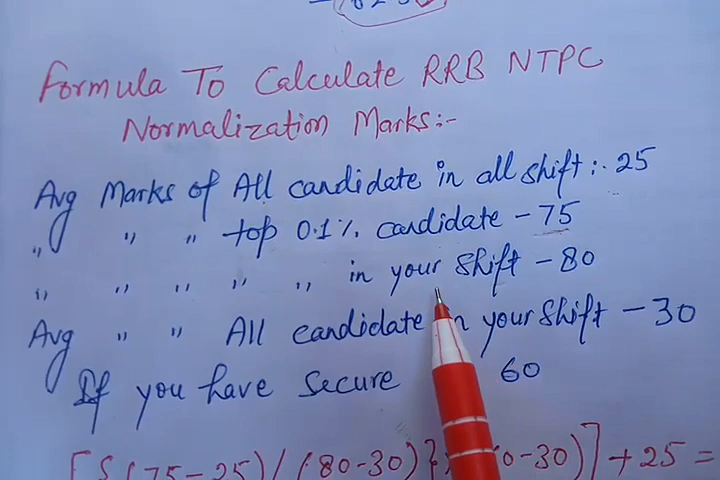 Formula To Calculate RRB NTPC
Normalization Marks:-
Avg Marks of All candidate in all shift:- 25
" " " top 0.1% candidate - 75
" " " " " in your shift - 80
Avg " " All candidate in your shift - 30
If you have secure 60
[{(75-25)/(80-30)} 0-30)]+25=